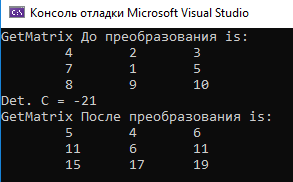 Консоль отладки Microsoft Visual Studio
GetMatrix До преобразования is:
4 2 3
7 1 5
8 9 10
Det. C = -21
GetMatrix После преобразования is:
5 4 6
11 6 11
15 17 19